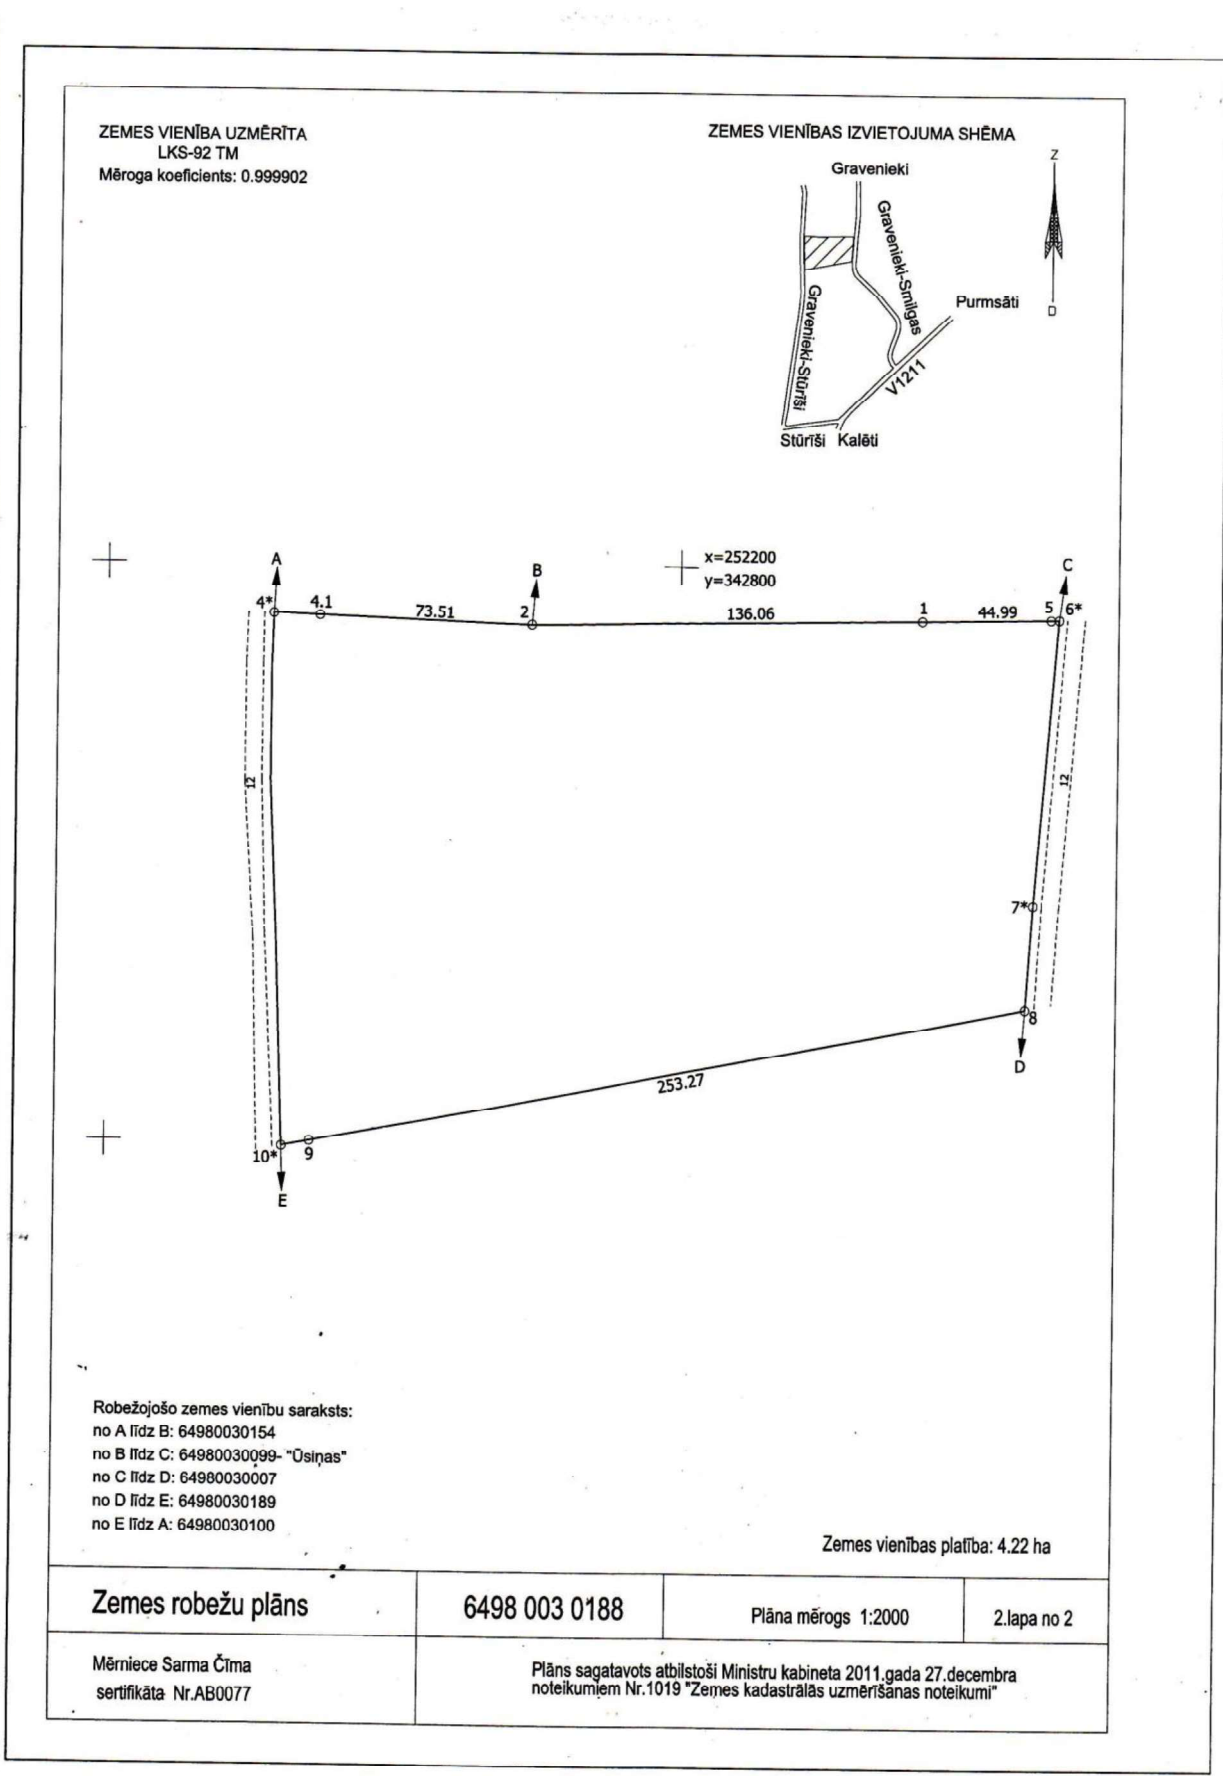 ZEMES VIENĪBA UZMĒRĪTA
LKS-92 TM
Mēroga koeficients: 0.999902
ZEMES VIENĪBAS IZVIETOJUMA SHĒMA
Z
Gravenieki
Gravenieki-Smilgas
Purmsāti
D
Gravenieki-Stūrīši
V1211
Stūrīši Kalēti
x=252200
y=342800
A
B
C
4* 4.1 73.51 2 136.06 1 44.99 5 6*
12
12
7*
8
D
253.27
10* 9
E
Robežojošo zemes vienību saraksts:
no A līdz B: 64980030154
no B līdz C: 64980030099- "Ūsiņas"
no C līdz D: 64980030007
no D līdz E: 64980030189
no E līdz A: 64980030100
Zemes vienības platība: 4.22 ha
Zemes robežu plāns
6498 003 0188
Plāna mērogs 1:2000
2.lapa no 2
Mērniece Sarma Čīma
sertifikāta Nr.AB0077
Plāns sagatavots atbilstoši Ministru kabineta 2011.gada 27.decembra
noteikumiem Nr.1019 "Zemes kadastrālās uzmērīšanas noteikumi"